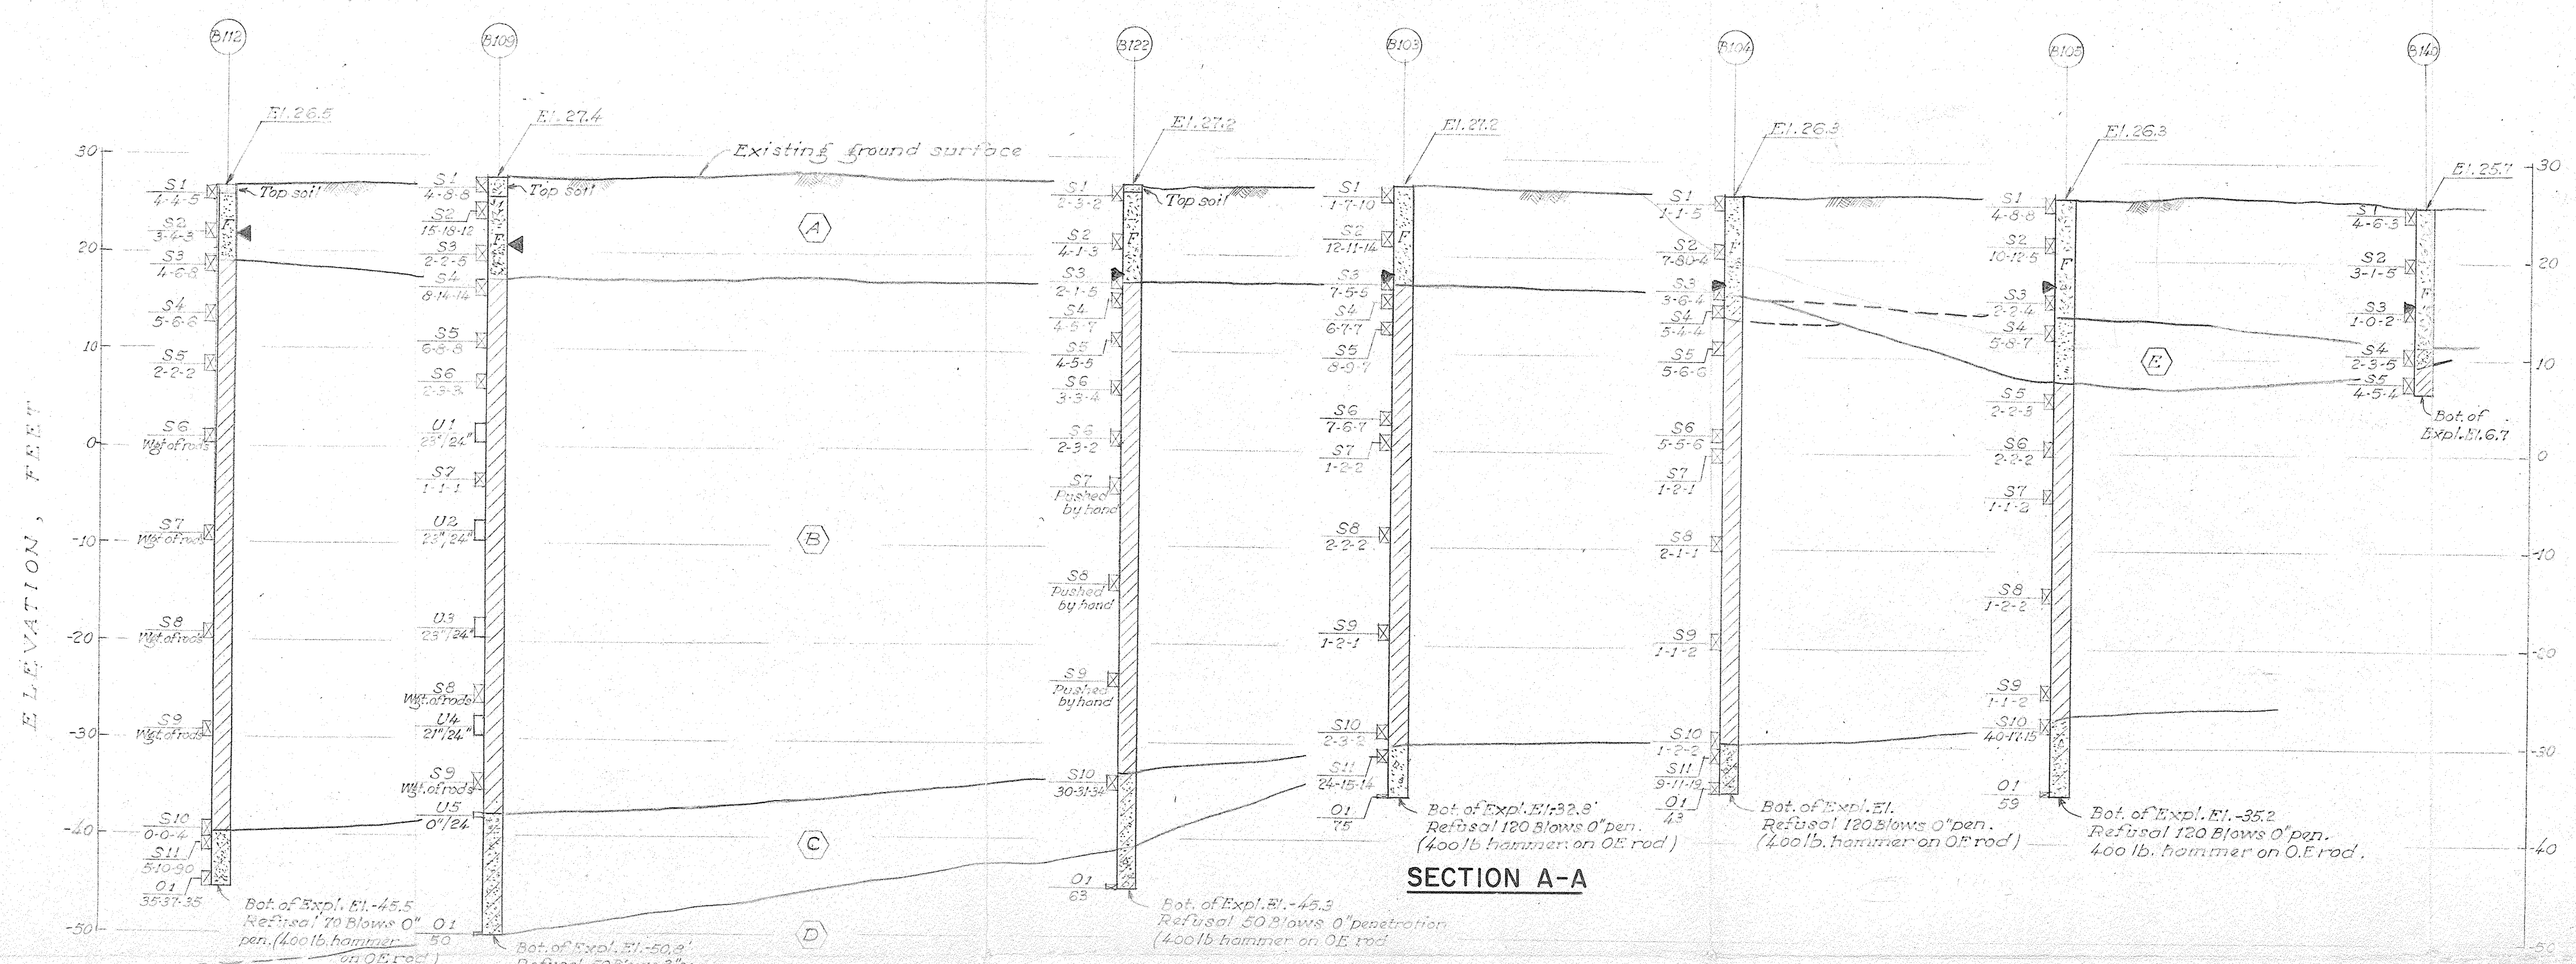 B112
B109
B122
B103
B104
B105
B140
El.26.5
El.27.4
El.27.2
El.27.2
El.26.3
El.26.3
El.25.7
Existing ground surface
ELEVATION, FEET
30
20
10
0
-10
-20
-30
-40
-50
Top soil
S1
4-4-5
S2
3-4-3
F
S3
4-6-8
S4
5-6-6
S5
2-2-2
S6
Wgt.of rods
S7
Wgt.of rods
S8
Wgt.of rods
S9
Wgt.of rods
S10
0-0-4
S11
5-10-90
O1
35-37-35
Bot.of Expl. El.-45.5
Refusal 70 Blows 0"
pen.(400lb.hammer
on OE rod)
Top soil
S1
4-8-8
S2
15-18-12
F
S3
2-2-5
S4
8-14-14
S5
6-8-8
S6
2-3-3
U1
23"/24"
S7
1-1-1
U2
23"/24"
U3
23"/24"
S8
Wgt.of rods
U4
21"/24"
S9
Wgt.of rods
U5
0"/24
O1
50
Bot.of Expl. El.-50.8'
A
B
C
D
Top soil
S1
2-3-2
S2
4-1-3
F
S3
2-1-5
S4
4-5-7
S5
4-5-5
S6
3-3-4
S6
2-3-2
S7
Pushed
by hand
S8
Pushed
by hand
S9
Pushed
by hand
S10
30-31-34
O1
63
Bot.of Expl.El.-45.3
Refusal 50 Blows 0"penetration
(400lb hammer on OE rod
S1
1-7-10
S2
12-11-14
F
S3
7-5-5
S4
6-7-7
S5
8-9-7
S6
7-6-7
S7
1-2-2
S8
2-2-2
S9
1-2-1
S10
2-3-2
S11
24-15-14
O1
75
Bot.of Expl.El.-32.8'
Refusal 120 Blows 0"pen.
(400 lb. hammer on OE rod)
SECTION A-A
S1
1-1-5
S2
7-80-4
F
S3
3-6-4
S4
5-4-4
S5
5-6-6
S6
5-5-6
S7
1-2-1
S8
2-1-1
S9
1-1-2
S10
1-2-2
S11
9-11-19
O1
43
Bot.of Expl.El.
Refusal 120Blows 0"pen.
(400lb.hammer on OE rod)
S1
4-8-8
S2
10-12-5
F
S3
2-2-4
S4
5-8-7
S5
2-2-3
S6
2-2-2
S7
1-1-2
S8
1-2-2
S9
1-1-2
S10
40-17-15
O1
59
Bot.of Expl.El.-35.2
Refusal 120 Blows 0"pen.
400 lb. hammer on O.E rod.
E
S1
4-6-3
S2
3-1-5
F
S3
1-0-2
S4
2-3-5
S5
4-5-4
Bot.of
Expl.El.6.7
30
20
10
0
-10
-20
-30
-40
-50